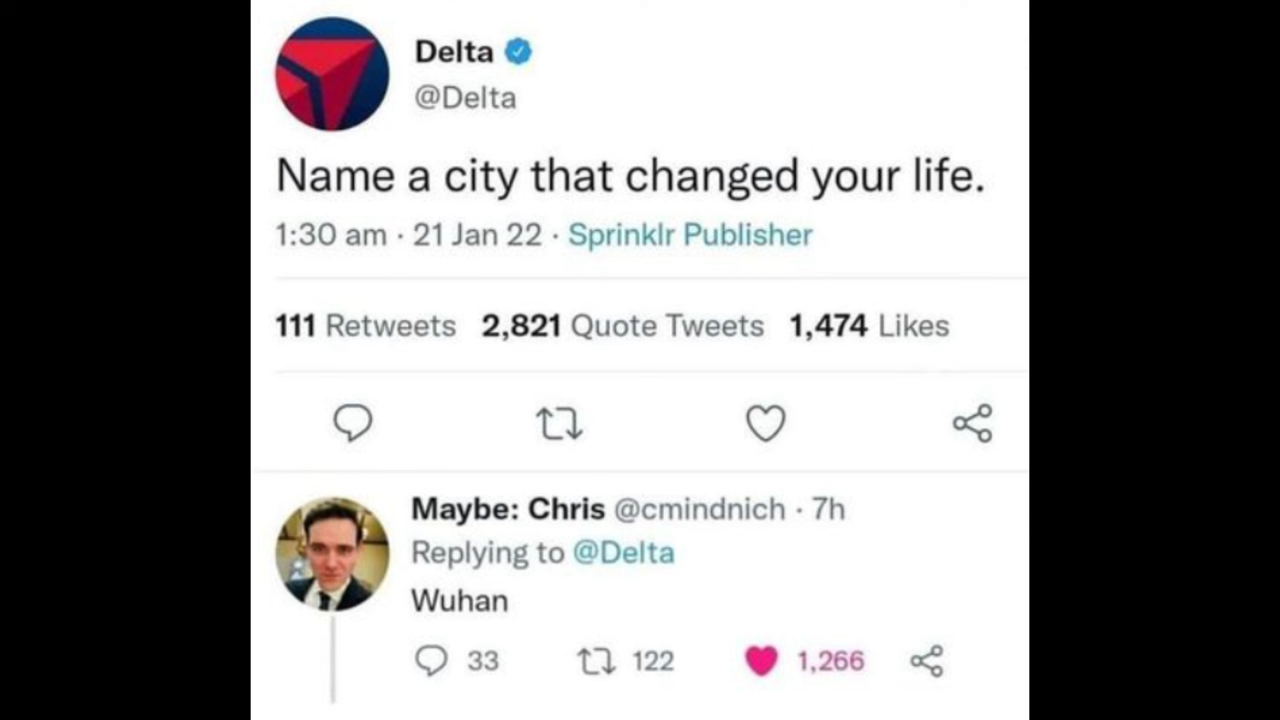 Delta
@Delta
Name a city that changed your life.
1:30 am · 21 Jan 22 · Sprinklr Publisher
111 Retweets 2,821 Quote Tweets 1,474 Likes
Maybe: Chris @cmindnich · 7h
Replying to @Delta
Wuhan
33 122 1,266